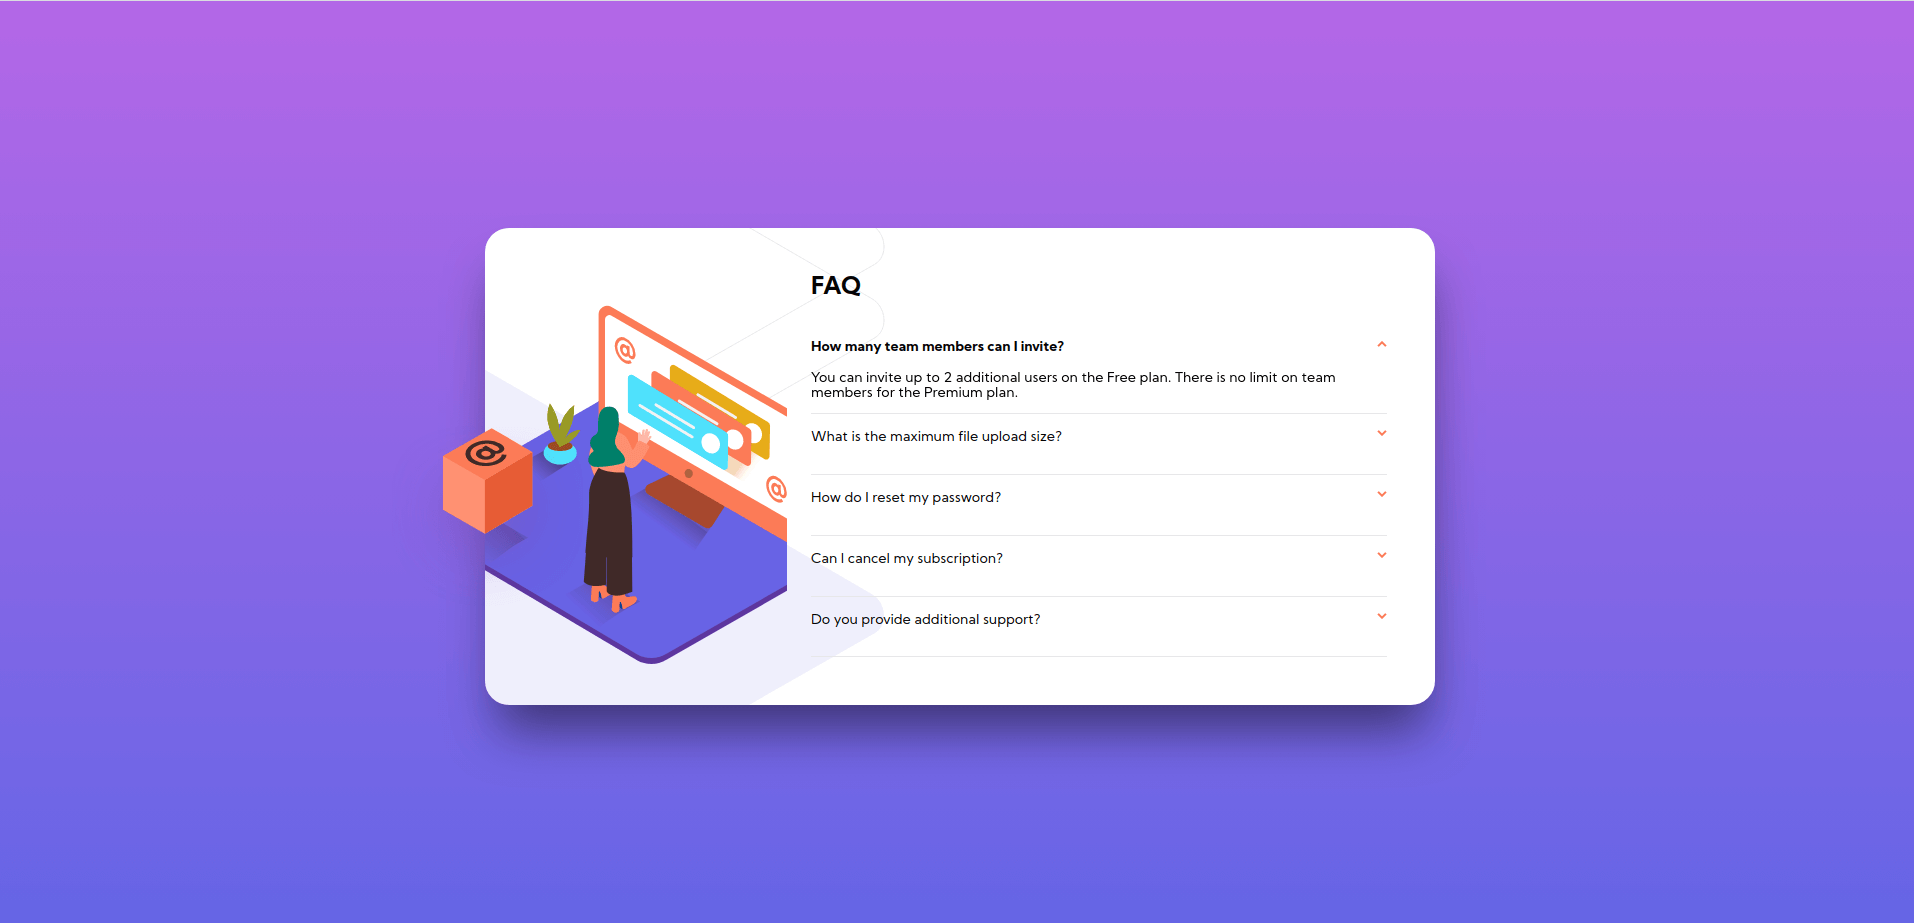 FAQ
How many team members can I invite?
You can invite up to 2 additional users on the Free plan. There is no limit on team
members for the Premium plan.
What is the maximum file upload size?
How do I reset my password?
Can I cancel my subscription?
Do you provide additional support?
@
@
@